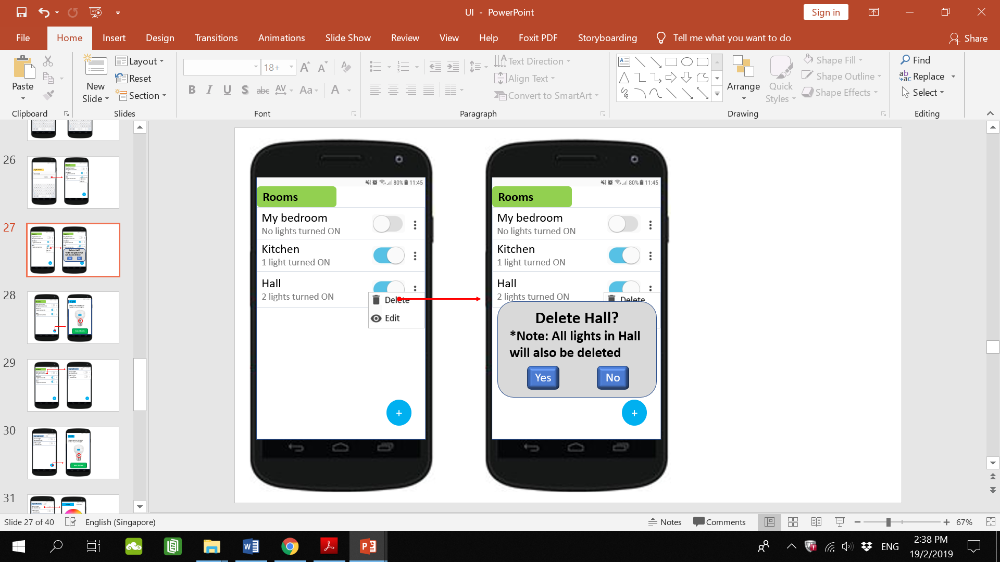 UI - PowerPoint
Sign in
File Home Insert Design Transitions Animations Slide Show Review View Help Foxit PDF Storyboarding Tell me what you want to do Share
Paste
New Slide
Layout
Reset
Section
18+
B I U S abc AV Aa A
Text Direction
Align Text
Convert to SmartArt
Arrange
Quick Styles
Shape Fill
Shape Outline
Shape Effects
Find
Replace
Select
Clipboard Slides Font Paragraph Drawing Editing
26
27
28
29
30
31
80% 11:45
Rooms
My bedroom
No lights turned ON
Kitchen
1 light turned ON
Hall
2 lights turned ON
Delete
Edit
+
80% 11:45
Rooms
My bedroom
No lights turned ON
Kitchen
1 light turned ON
Hall
2 lights turned ON
Delete
Delete Hall?
*Note: All lights in Hall
will also be deleted
Yes No
+
Slide 27 of 40 English (Singapore) Notes Comments 67%
ENG
2:38 PM
19/2/2019